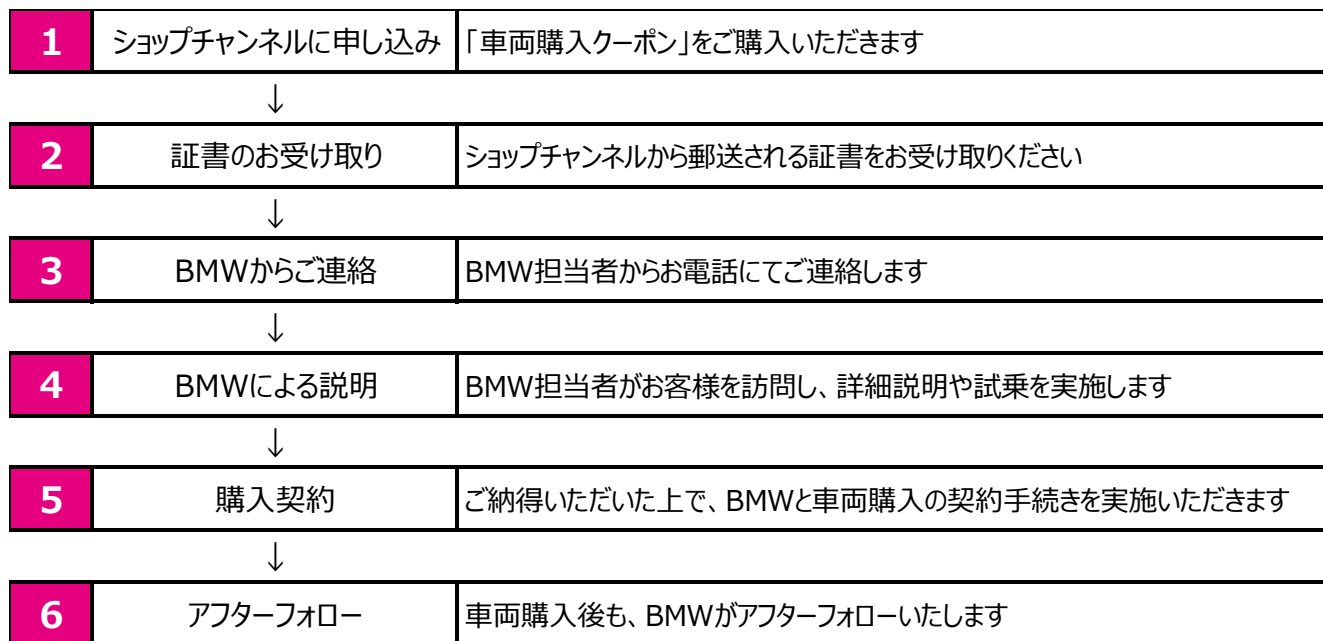 1 ショップチャンネルに申し込み 「車両購入クーポン」をご購入いただきます
↓
2 証書のお受け取り ショップチャンネルから郵送される証書をお受け取りください
↓
3 BMWからご連絡 BMW担当者からお電話にてご連絡します
↓
4 BMWによる説明 BMW担当者がお客様を訪問し、詳細説明や試乗を実施します
↓
5 購入契約 ご納得いただいた上で、BMWと車両購入の契約手続きを実施いただきます
↓
6 アフターフォロー 車両購入後も、BMWがアフターフォローいたします